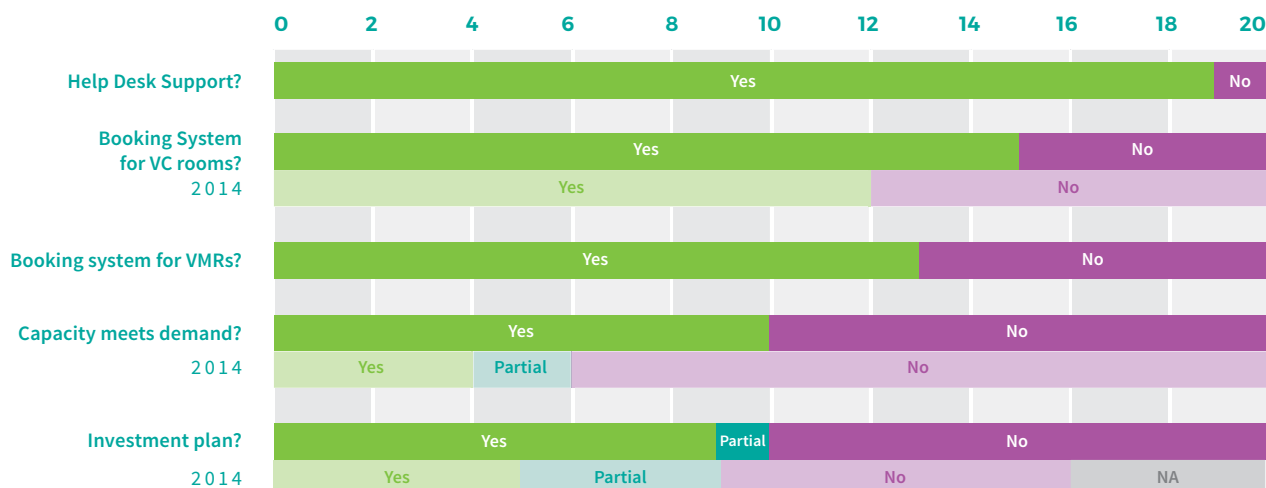 0 2 4 6 8 10 12 14 16 18 20
Help Desk Support? Yes No
Booking System
for VC rooms? Yes No
2014 Yes No
Booking system for VMRs? Yes No
Capacity meets demand? Yes No
2014 Yes Partial No
Investment plan? Yes Partial No
2014 Yes Partial No NA